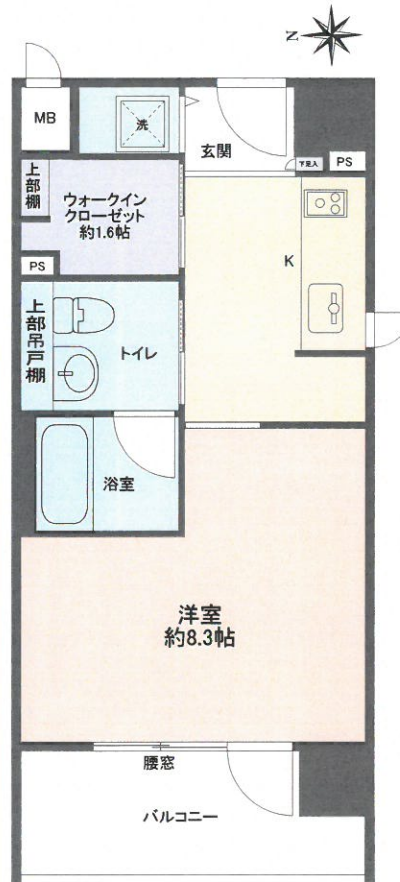 N
MB
洗
玄関
下足入
PS
上部棚
ウォークイン
クローゼット
約1.6帖
K
PS
上部吊戸棚
トイレ
浴室
洋室
約8.3帖
腰窓
バルコニー